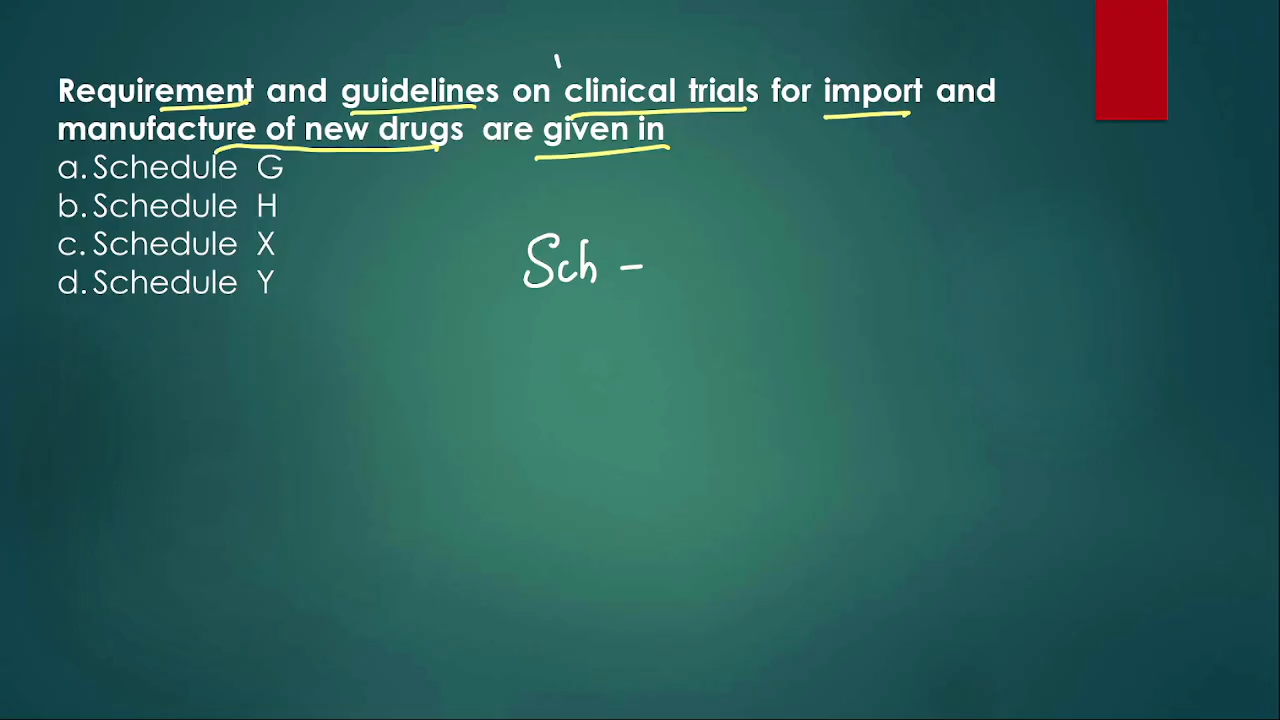 Requirement and guidelines on clinical trials for import and
manufacture of new drugs are given in
a. Schedule G
b. Schedule H
c. Schedule X
d. Schedule Y
Sch -